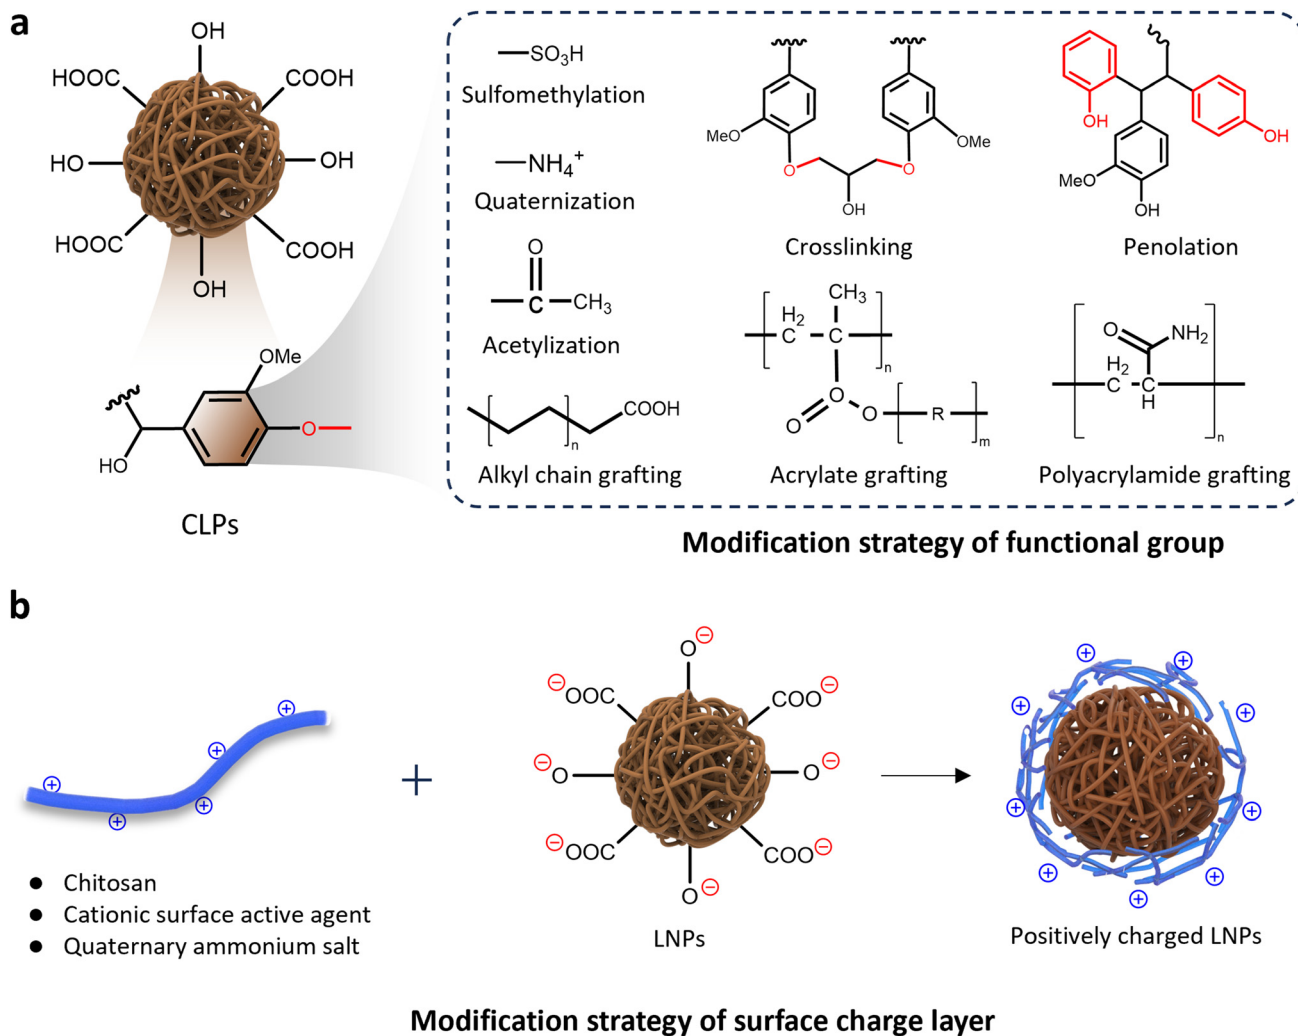 a
OH
HOOC
COOH
HO
OH
HOOC
COOH
OH
OMe
O
HO
CLPs
SO3H
Sulfomethylation
NH4+
Quaternization
O
C
CH3
Acetylization
n
COOH
Alkyl chain grafting
MeO
OMe
O
O
OH
Crosslinking
OH
OH
MeO
OH
Penolation
CH3
H2
C
C
n
O
O
O
R
m
Acrylate grafting
O
NH2
H2
C
C
H
n
Polyacrylamide grafting
Modification strategy of functional group
b
+
+
+
+
+
● Chitosan
● Cationic surface active agent
● Quaternary ammonium salt
+
O−
−OOC
COO−
−O
O−
−OOC
COO−
O−
LNPs
+
+
+
+
+
+
+
+
+
Positively charged LNPs
Modification strategy of surface charge layer